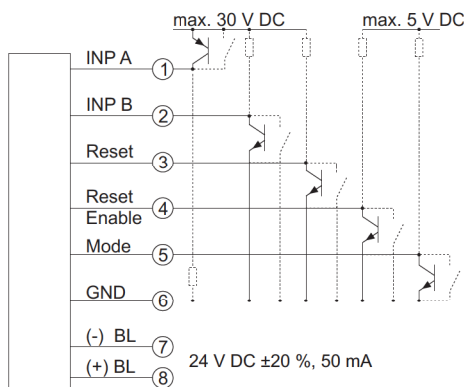 max. 30 V DC
max. 5 V DC
INP A
1
INP B
2
Reset
3
Reset
Enable
4
Mode
5
GND
6
(-) BL
7
24 V DC ±20 %, 50 mA
(+) BL
8